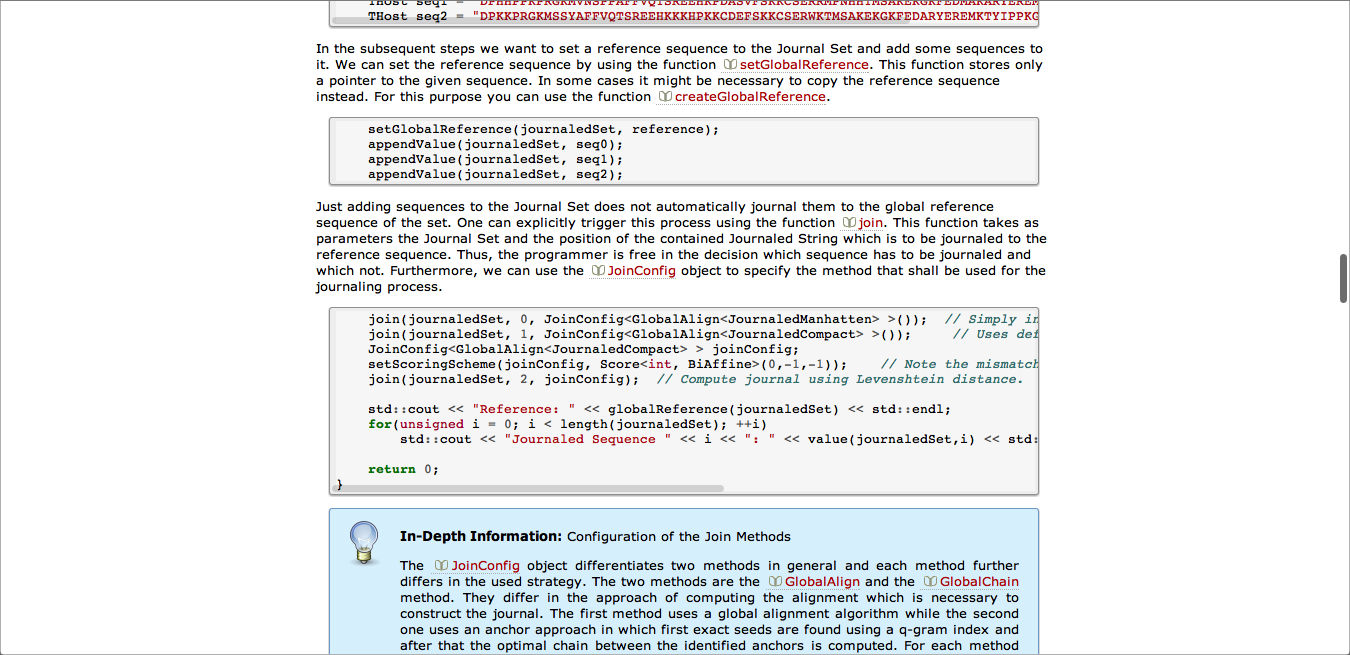 THost seq2 = "DPKKPRGKMSSYAFFVQTSREEHKKKHPKKCDEFSKKCSERWKTMSAKEKGKFEDARYEREMKTYIPPKG
In the subsequent steps we want to set a reference sequence to the Journal Set and add some sequences to
it. We can set the reference sequence by using the function setGlobalReference. This function stores only
a pointer to the given sequence. In some cases it might be necessary to copy the reference sequence
instead. For this purpose you can use the function createGlobalReference.
setGlobalReference(journaledSet, reference);
appendValue(journaledSet, seq0);
appendValue(journaledSet, seq1);
appendValue(journaledSet, seq2);
Just adding sequences to the Journal Set does not automatically journal them to the global reference
sequence of the set. One can explicitly trigger this process using the function join. This function takes as
parameters the Journal Set and the position of the contained Journaled String which is to be journaled to the
reference sequence. Thus, the programmer is free in the decision which sequence has to be journaled and
which not. Furthermore, we can use the JoinConfig object to specify the method that shall be used for the
journaling process.
join(journaledSet, 0, JoinConfig<GlobalAlign<JournaledManhatten> >()); // Simply in
join(journaledSet, 1, JoinConfig<GlobalAlign<JournaledCompact> >()); // Uses def
JoinConfig<GlobalAlign<JournaledCompact> > joinConfig;
setScoringScheme(joinConfig, Score<int, BiAffine>(0,-1,-1)); // Note the mismatch
join(journaledSet, 2, joinConfig); // Compute journal using Levenshtein distance.
std::cout << "Reference: " << globalReference(journaledSet) << std::endl;
for(unsigned i = 0; i < length(journaledSet); ++i)
std::cout << "Journaled Sequence " << i << ": " << value(journaledSet,i) << std:
return 0;
}
In-Depth Information: Configuration of the Join Methods
The JoinConfig object differentiates two methods in general and each method further
differs in the used strategy. The two methods are the GlobalAlign and the GlobalChain
method. They differ in the approach of computing the alignment which is necessary to
construct the journal. The first method uses a global alignment algorithm while the second
one uses an anchor approach in which first exact seeds are found using a q-gram index and
after that the optimal chain between the identified anchors is computed. For each method